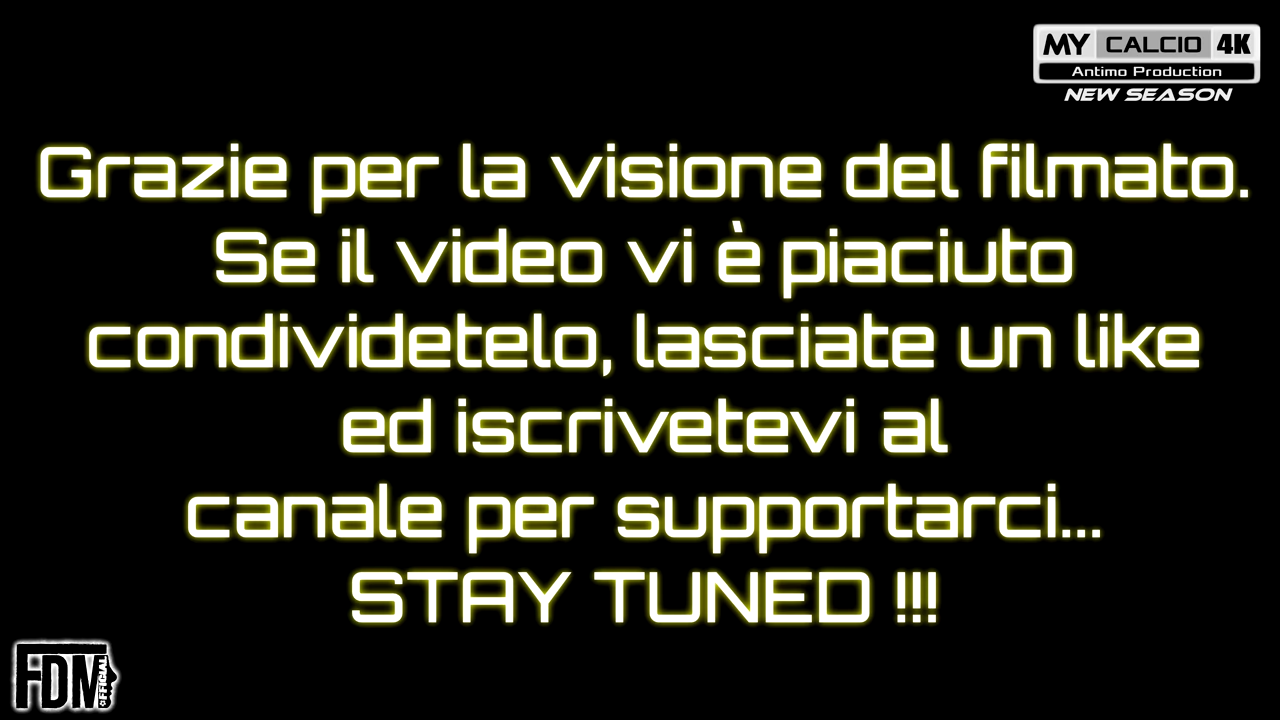 MY CALCIO 4K
Antimo Production
NEW SEASON
Grazie per la visione del filmato.
Se il video vi è piaciuto
condividetelo, lasciate un like
ed iscrivetevi al
canale per supportarci...
STAY TUNED !!!
FDM OFFICIAL